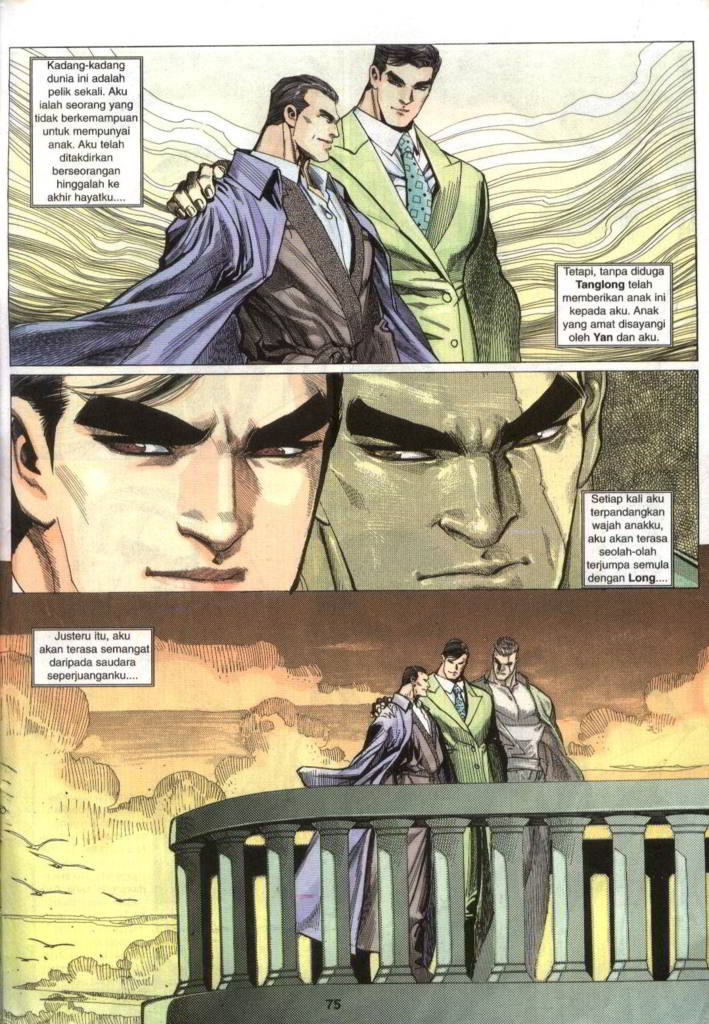 Kadang-kadang
dunia ini adalah
pelik sekali. Aku
ialah seorang yang
tidak berkemampuan
untuk mempunyai
anak. Aku telah
ditakdirkan
berseorangan
hinggalah ke
akhir hayatku....
Tetapi, tanpa diduga
Tanglong telah
memberikan anak ini
kepada aku. Anak
yang amat disayangi
oleh Yan dan aku.
Setiap kali aku
terpandangkan
wajah anakku,
aku akan terasa
seolah-olah
terjumpa semula
dengan Long....
Justeru itu, aku
akan terasa semangat
daripada saudara
seperjuanganku....
75